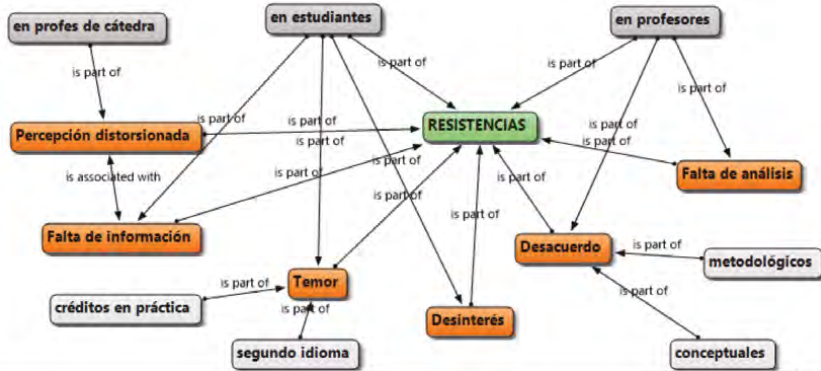 en profes de cátedra
en estudiantes
en profesores
is part of
is part of
is part of
is part of
is part of
is part of
RESISTENCIAS
is part of
is part of
Percepción distorsionada
is part of
is associated with
is part of
Falta de análisis
is part of
is part of
is part of
Falta de información
Desacuerdo
is part of
metodológicos
is part of
Temor
is part of
créditos en práctica
is part of
Desinterés
segundo idioma
conceptuales